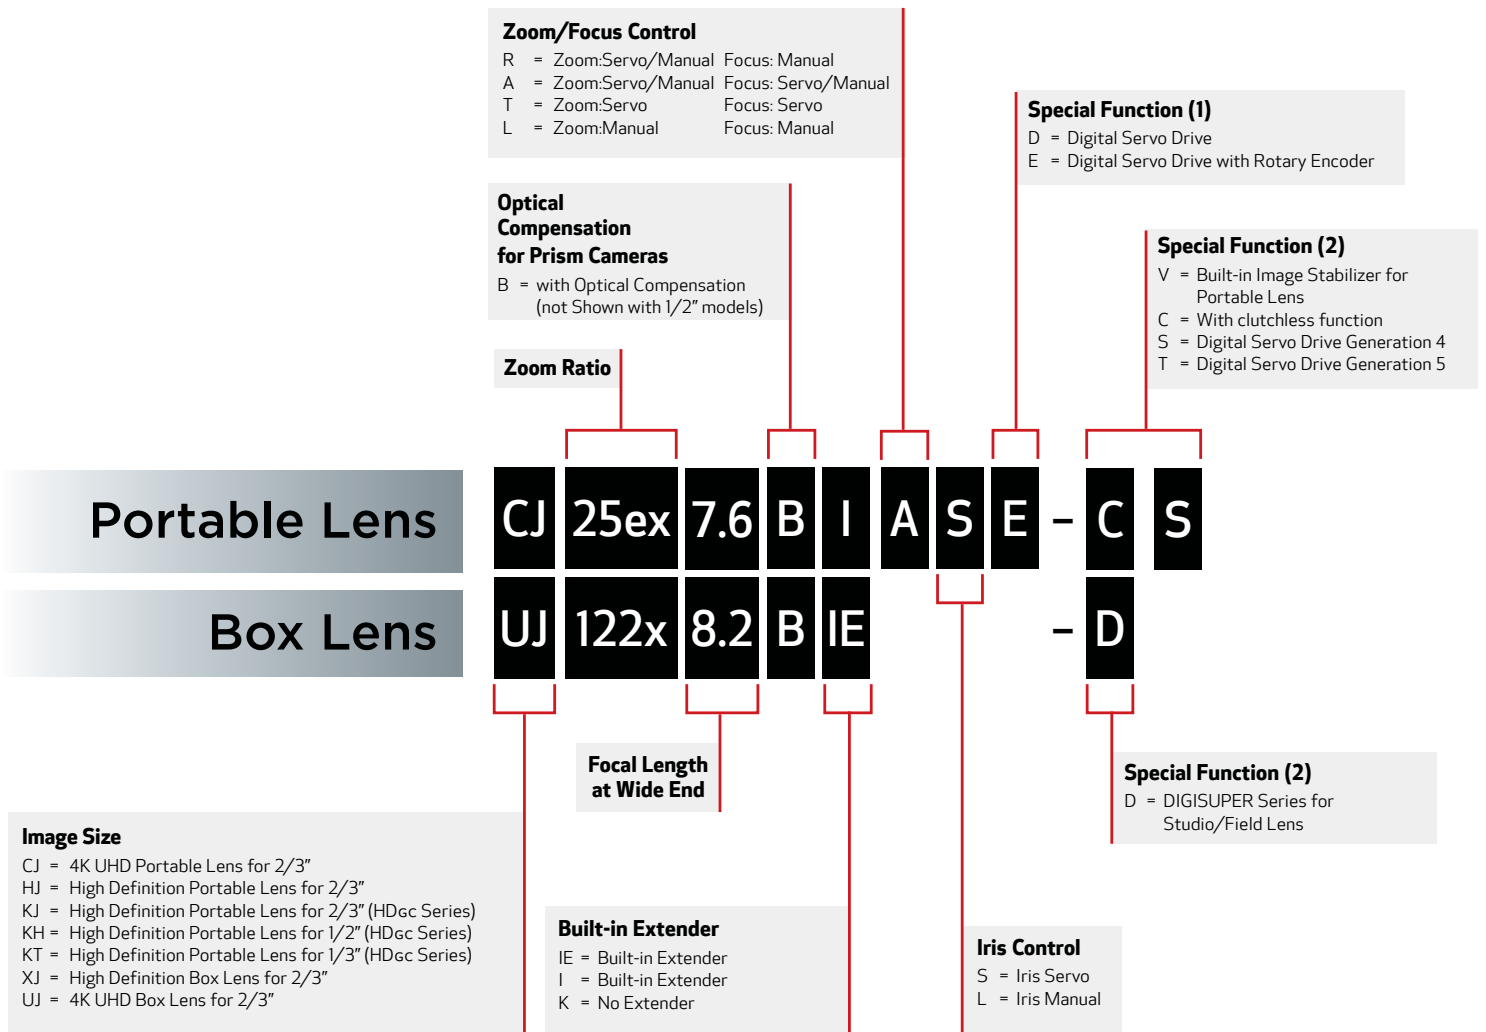 Zoom/Focus Control
R = Zoom:Servo/Manual Focus: Manual
A = Zoom:Servo/Manual Focus: Servo/Manual
T = Zoom:Servo Focus: Servo
L = Zoom:Manual Focus: Manual
Special Function (1)
D = Digital Servo Drive
E = Digital Servo Drive with Rotary Encoder
Optical
Compensation
for Prism Cameras
B = with Optical Compensation
(not Shown with 1/2" models)
Special Function (2)
V = Built-in Image Stabilizer for
Portable Lens
C = With clutchless function
S = Digital Servo Drive Generation 4
T = Digital Servo Drive Generation 5
Zoom Ratio
Portable Lens CJ 25ex 7.6 B I A S E - C S
Box Lens UJ 122x 8.2 B IE - D
Focal Length
at Wide End
Special Function (2)
D = DIGISUPER Series for
Studio/Field Lens
Image Size
CJ = 4K UHD Portable Lens for 2/3"
HJ = High Definition Portable Lens for 2/3"
KJ = High Definition Portable Lens for 2/3" (HDGC Series)
KH = High Definition Portable Lens for 1/2" (HDGC Series)
KT = High Definition Portable Lens for 1/3" (HDGC Series)
XJ = High Definition Box Lens for 2/3"
UJ = 4K UHD Box Lens for 2/3"
Built-in Extender
IE = Built-in Extender
I = Built-in Extender
K = No Extender
Iris Control
S = Iris Servo
L = Iris Manual